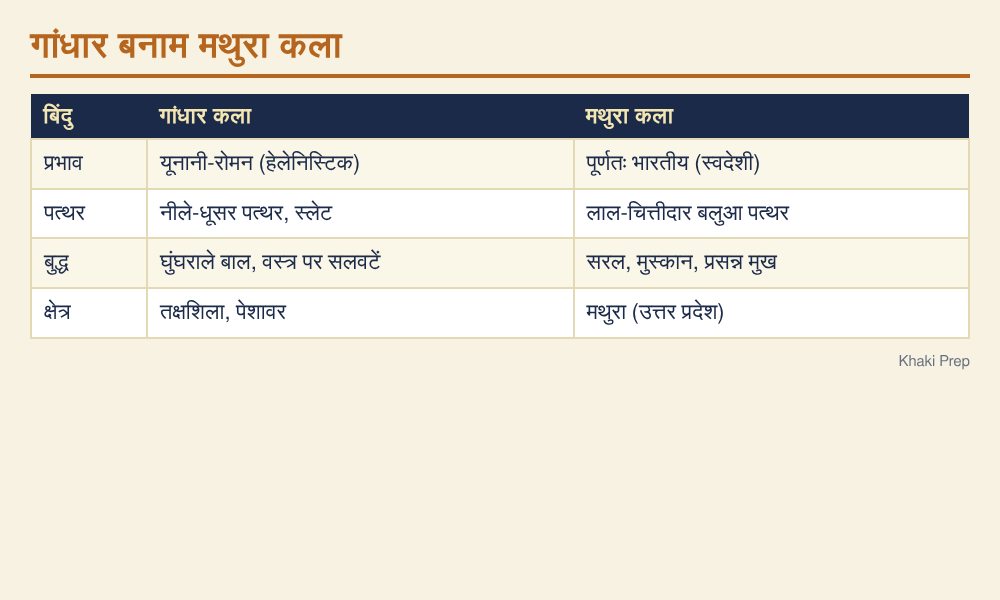 गांधार बनाम मथुरा कला
बिंदु गांधार कला मथुरा कला
प्रभाव यूनानी-रोमन (हेलेनिस्टिक) पूर्णतः भारतीय (स्वदेशी)
पत्थर नीले-धूसर पत्थर, स्लेट लाल-चित्तीदार बलुआ पत्थर
बुद्ध घुंघराले बाल, वस्त्र पर सलवटें सरल, मुस्कान, प्रसन्न मुख
क्षेत्र तक्षशिला, पेशावर मथुरा (उत्तर प्रदेश)
Khaki Prep